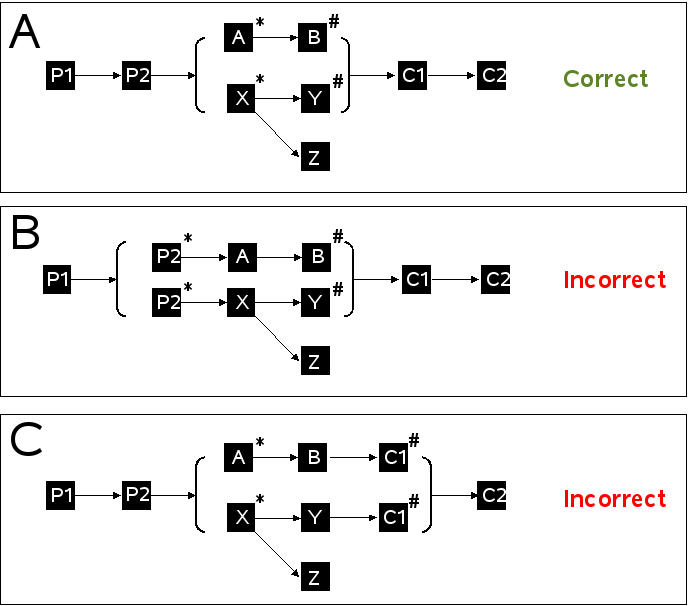 A
A * B #
P1 P2 C1 C2 Correct
X * Y #
Z
B
P2 * A B #
P1 C1 C2 Incorrect
P2 * X Y #
Z
C
A * B C1 #
P1 P2 C2 Incorrect
X * Y C1 #
Z